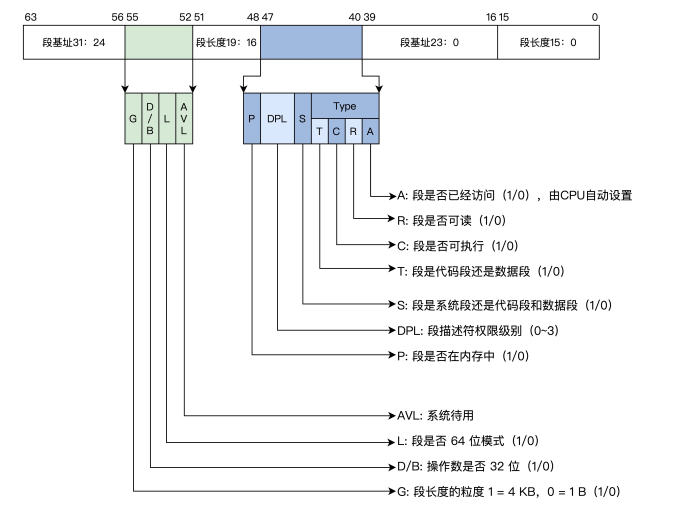 63 56 55 52 51 48 47 40 39 16 15 0
段基址31：24 段长度19：16 段基址23：0 段长度15：0
G D/B L AVL P DPL S Type
T C R A
A: 段是否已经访问（1/0），由CPU自动设置
R: 段是否可读（1/0）
C: 段是否可执行（1/0）
T: 段是代码段还是数据段（1/0）
S: 段是系统段还是代码段和数据段（1/0）
DPL: 段描述符权限级别（0~3）
P: 段是否在内存中（1/0）
AVL: 系统待用
L: 段是否 64 位模式（1/0）
D/B: 操作数是否 32 位（1/0）
G: 段长度的粒度 1 = 4 KB，0 = 1 B（1/0）